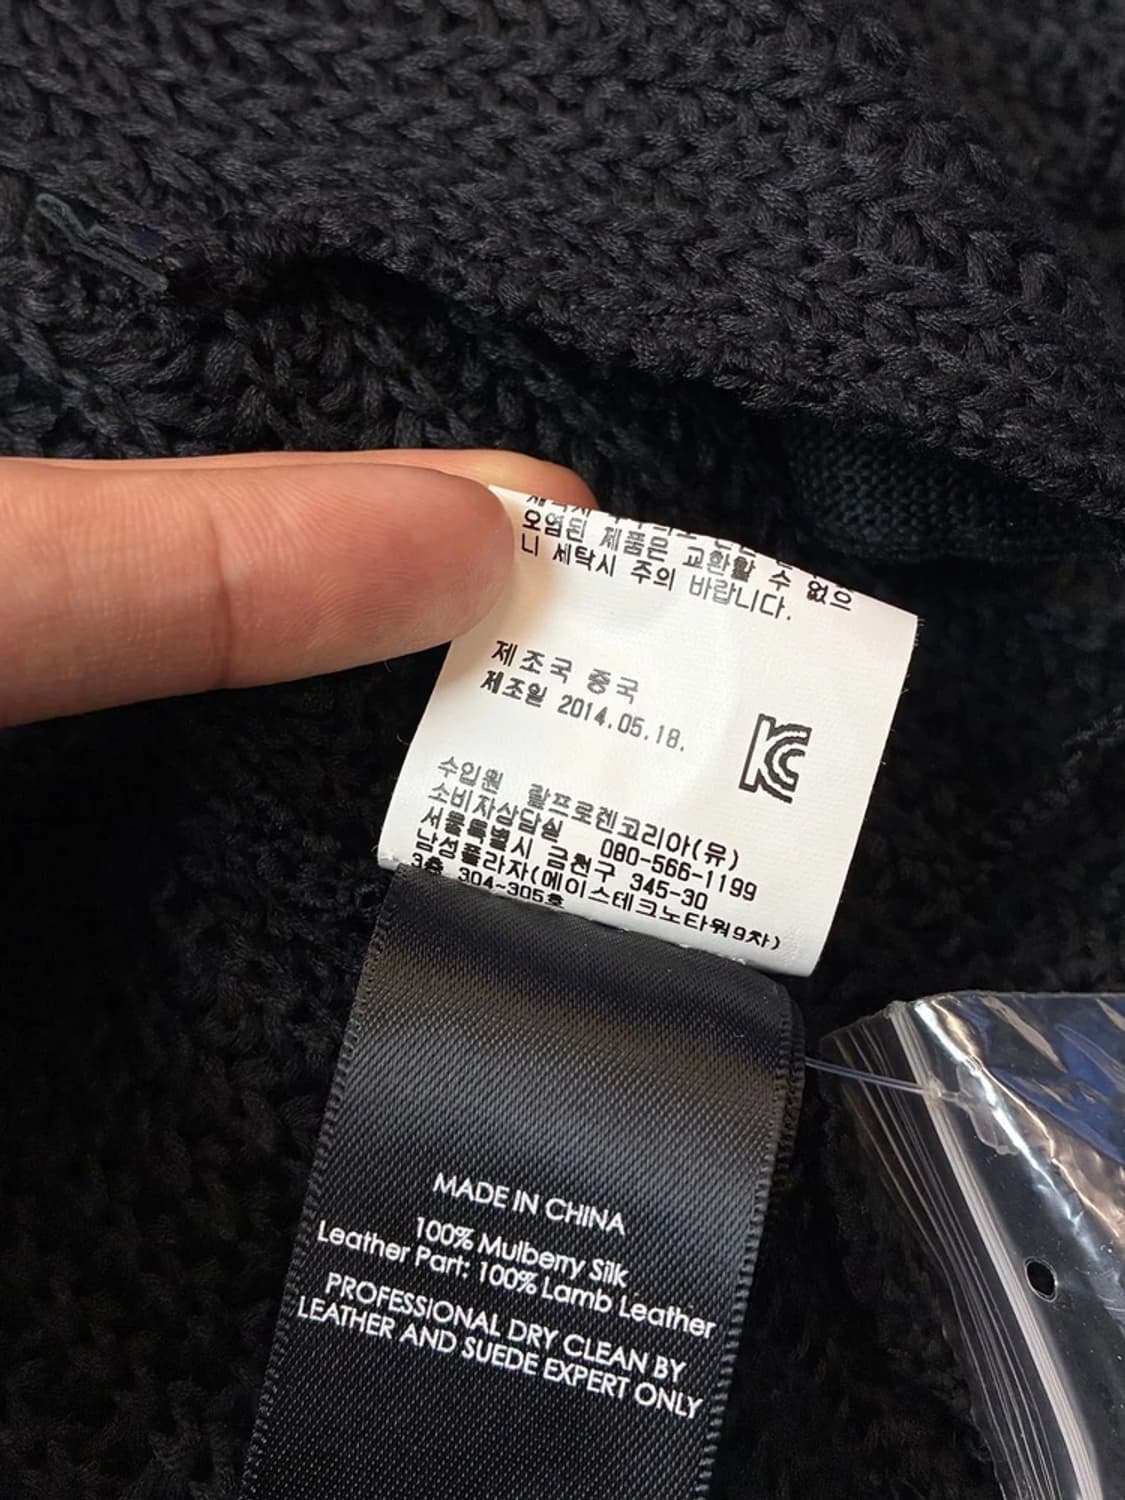 오염된 제품은 교환할 수 없으
니 세탁시 주의 바랍니다.
제조국 중국
제조일 2014.05.18.
KC
수입원 랄프로렌코리아(유)
소비자상담실 080-566-1199
서울특별시 금천구 345-30
남성플라자(에이스테크노타워9차)
3층 304~305호
MADE IN CHINA
100% Mulberry Silk
Leather Part: 100% Lamb Leather
PROFESSIONAL DRY CLEAN BY
LEATHER AND SUEDE EXPERT ONLY